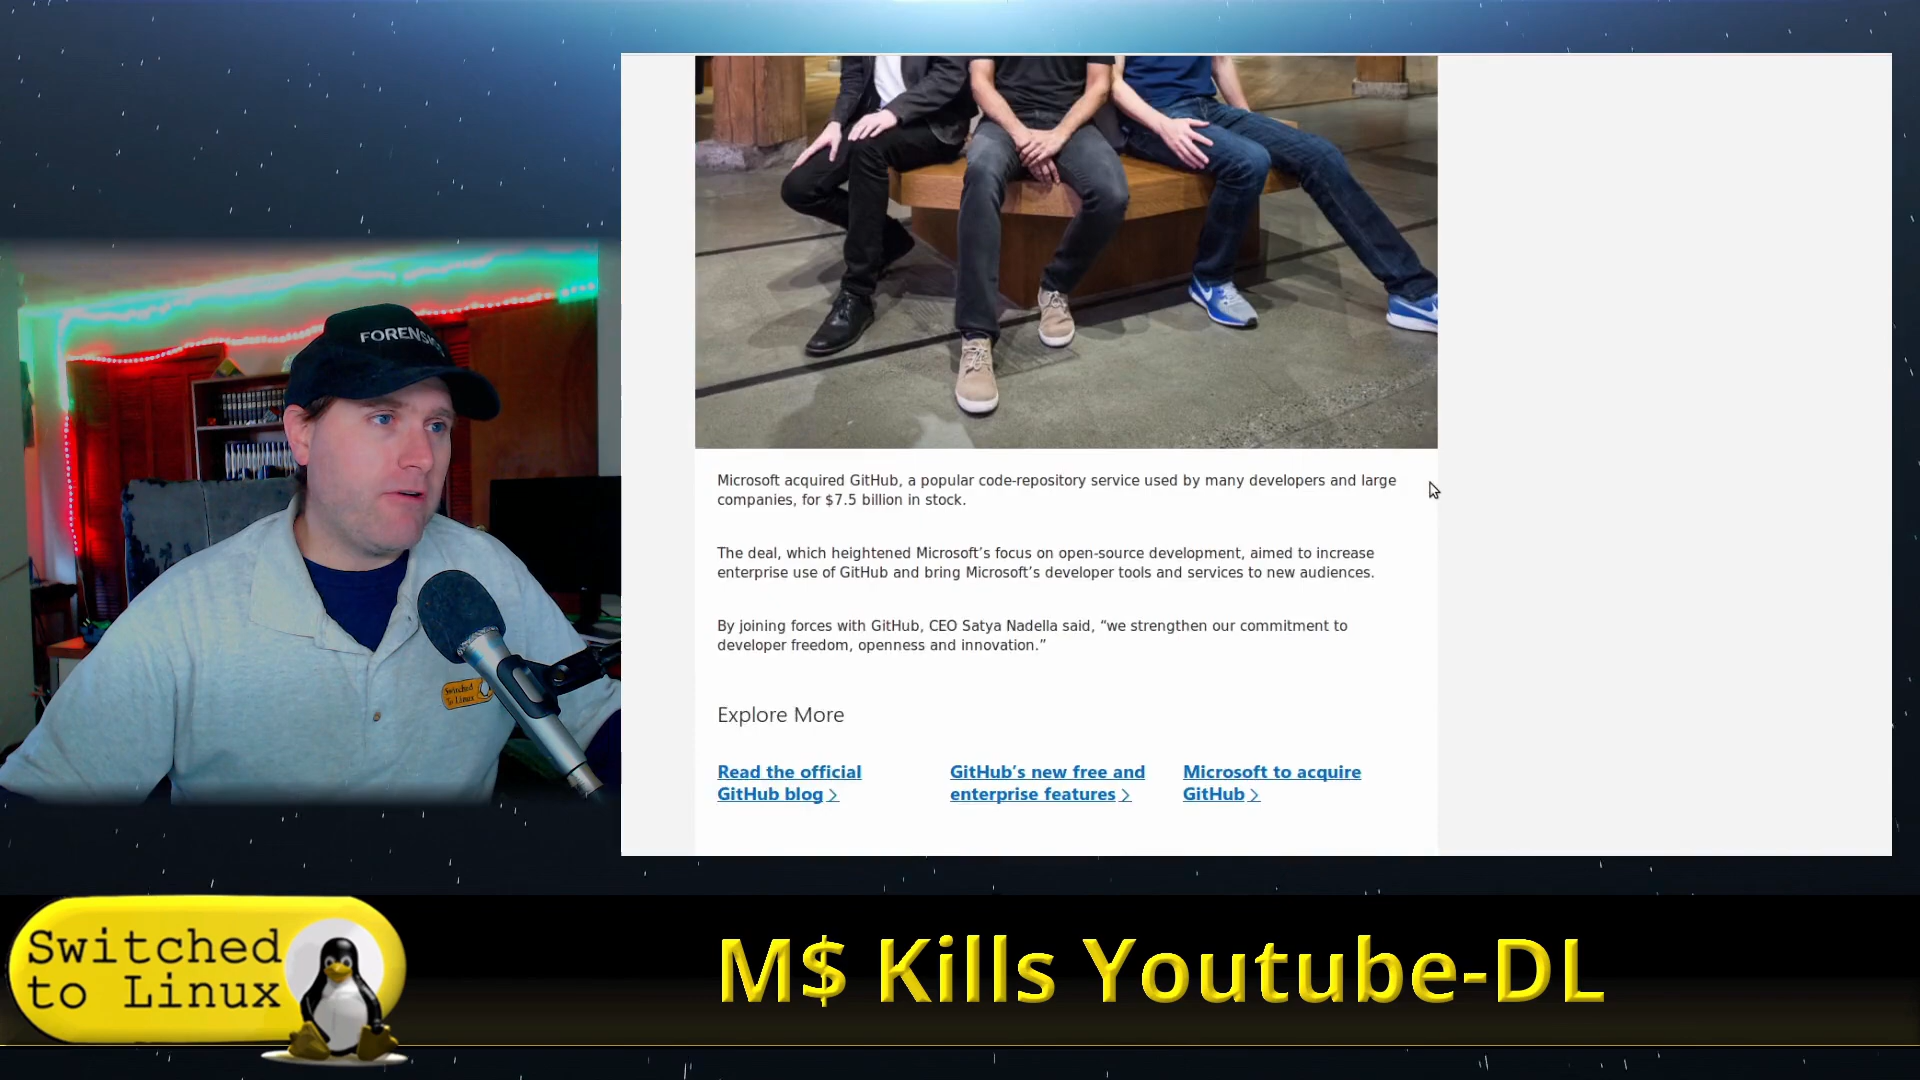 FORENSIC
Switched
To Linux
Microsoft acquired GitHub, a popular code-repository service used by many developers and large
companies, for $7.5 billion in stock.
The deal, which heightened Microsoft’s focus on open-source development, aimed to increase
enterprise use of GitHub and bring Microsoft’s developer tools and services to new audiences.
By joining forces with GitHub, CEO Satya Nadella said, “we strengthen our commitment to
developer freedom, openness and innovation.”
Explore More
Read the official
GitHub blog >
GitHub’s new free and
enterprise features >
Microsoft to acquire
GitHub >
Switched
to Linux
M$ Kills Youtube-DL